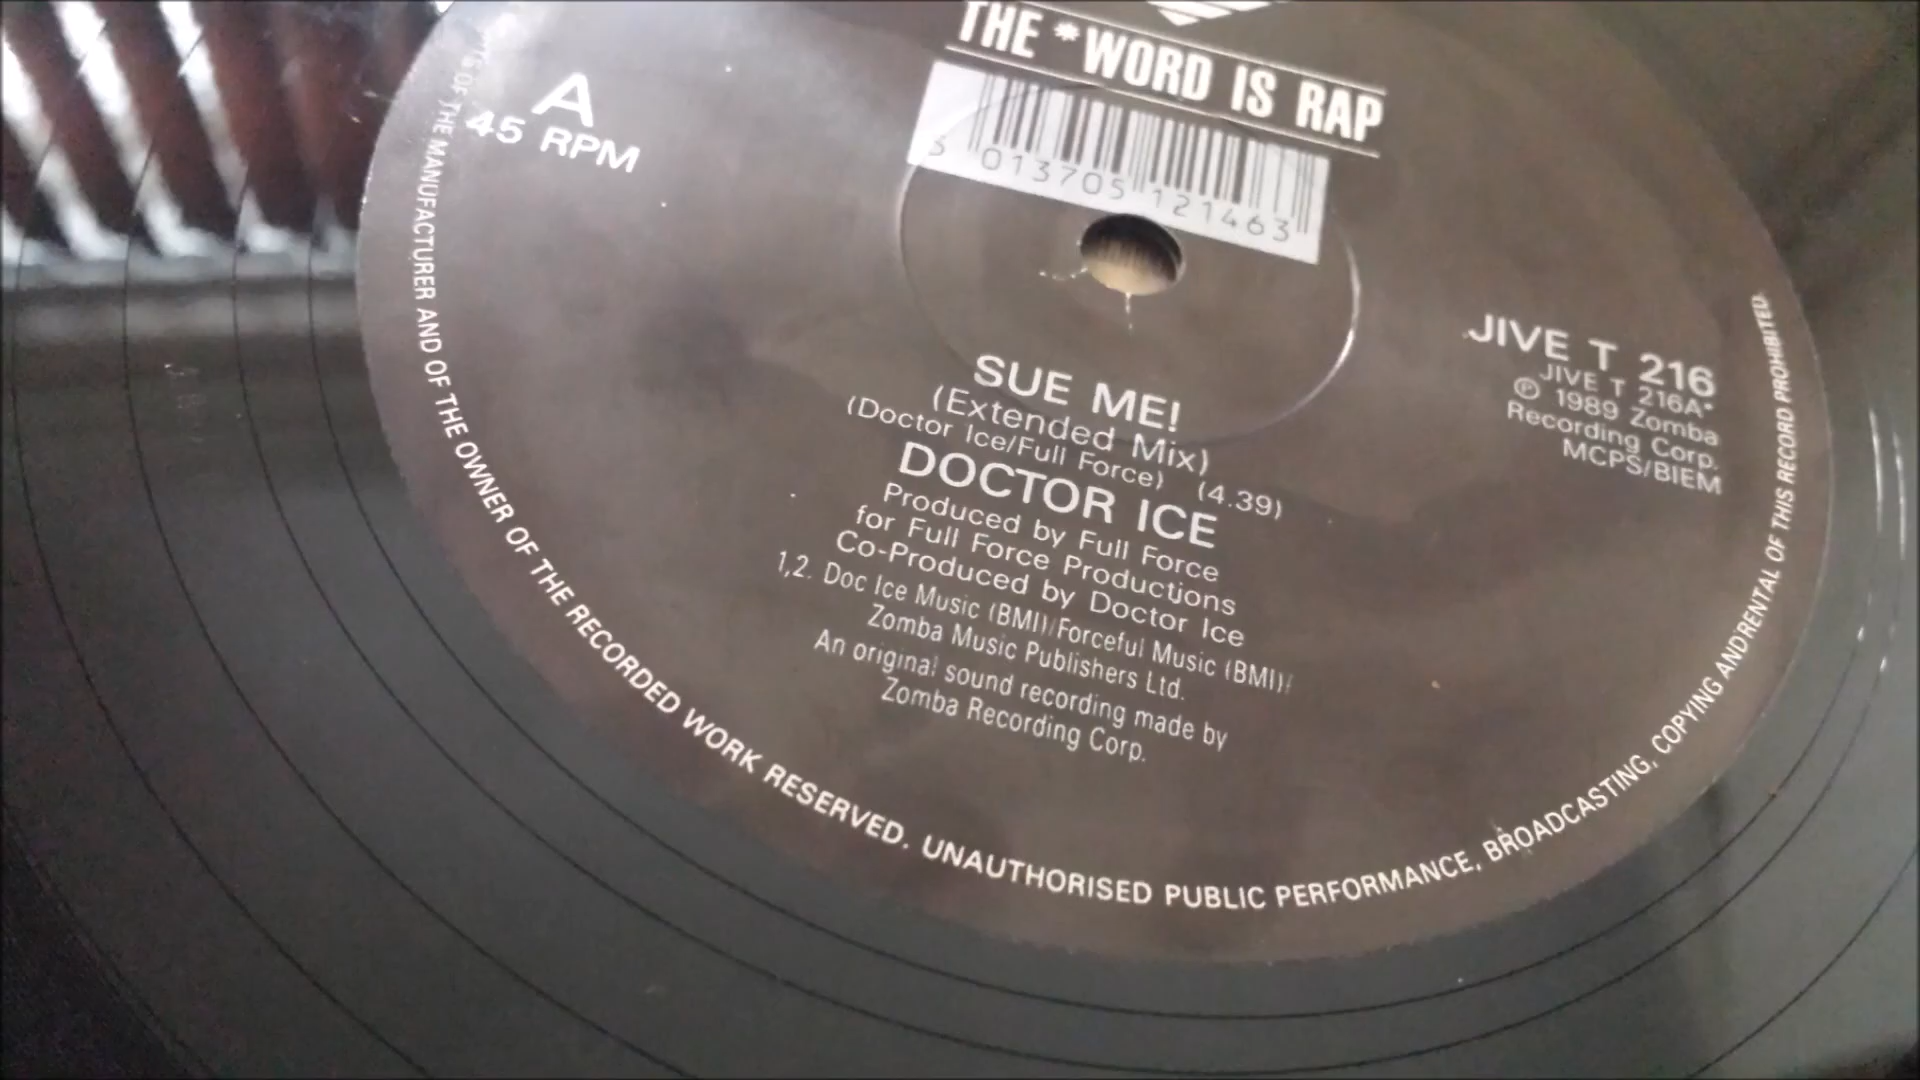 THE *WORD IS RAP
3 013705 121463
A
45 RPM
JIVE T 216
JIVE T 216A*
℗ 1989 Zomba
Recording Corp.
MCPS/BIEM
SUE ME!
(Extended Mix)
(Doctor Ice/Full Force) (4.39)
DOCTOR ICE
Produced by Full Force
for Full Force Productions
Co-Produced by Doctor Ice
1,2. Doc Ice Music (BMI)/Forceful Music (BMI)/
Zomba Music Publishers Ltd.
An original sound recording made by
Zomba Recording Corp.
OF THE MANUFACTURER AND OF THE OWNER OF THE RECORDED WORK RESERVED. UNAUTHORISED PUBLIC PERFORMANCE, BROADCASTING, COPYING AND RENTAL OF THIS RECORD PROHIBITED.